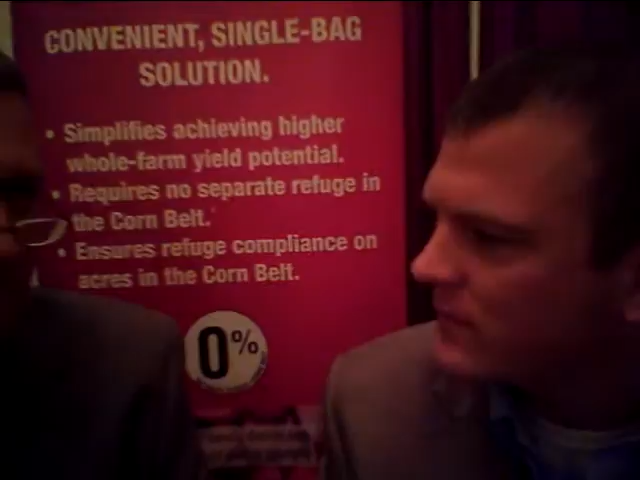 CONVENIENT, SINGLE-BAG
SOLUTION.
• Simplifies achieving higher
whole-farm yield potential.
• Requires no separate refuge in
the Corn Belt.
• Ensures refuge compliance on
acres in the Corn Belt.
0%